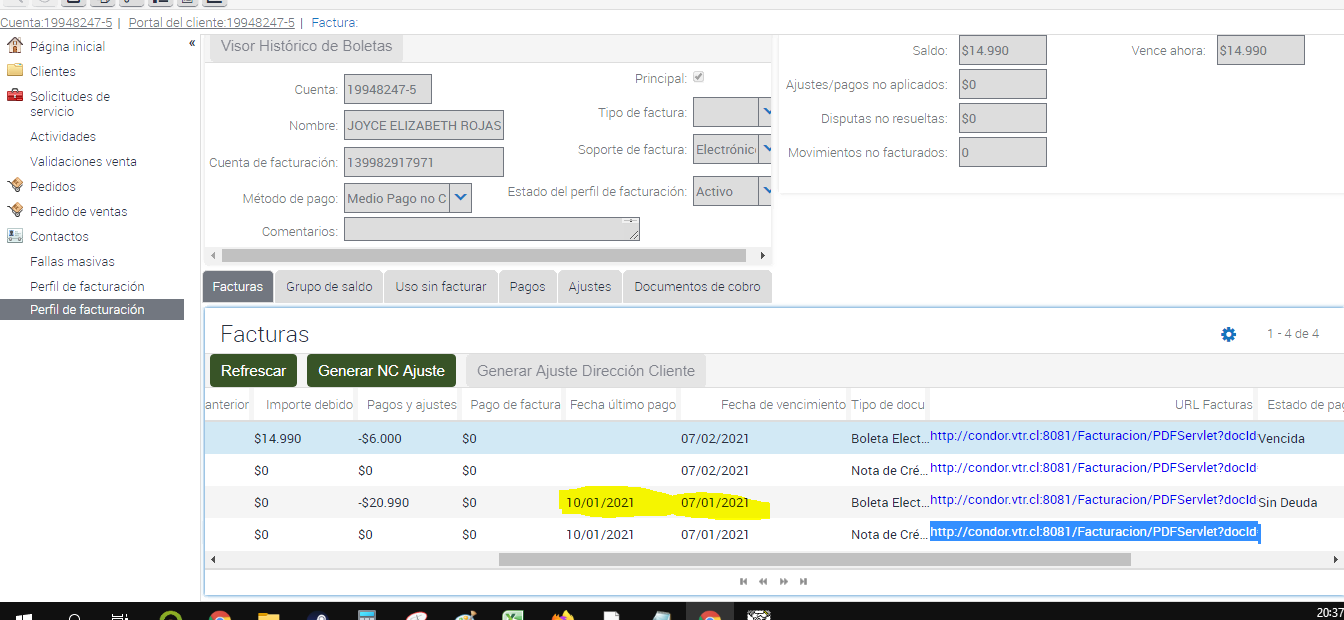 Cuenta:19948247-5 | Portal del cliente:19948247-5 | Factura:
«
Página inicial
Clientes
Solicitudes de
servicio
Actividades
Validaciones venta
Pedidos
Pedido de ventas
Contactos
Fallas masivas
Perfil de facturación
Perfil de facturación
Visor Histórico de Boletas
Cuenta: 19948247-5
Nombre: JOYCE ELIZABETH ROJAS
Cuenta de facturación: 139982917971
Método de pago: Medio Pago no C
Comentarios:
Principal:
Tipo de factura:
Soporte de factura: Electrónic
Estado del perfil de facturación: Activo
Saldo: $14.990 Vence ahora: $14.990
Ajustes/pagos no aplicados: $0
Disputas no resueltas: $0
Movimientos no facturados: 0
Facturas Grupo de saldo Uso sin facturar Pagos Ajustes Documentos de cobro
Facturas 1 - 4 de 4
Refrescar Generar NC Ajuste Generar Ajuste Dirección Cliente
anterior Importe debido Pagos y ajustes Pago de factura Fecha último pago Fecha de vencimiento Tipo de docu URL Facturas Estado de pag
$14.990 -$6.000 $0 07/02/2021 Boleta Elect... http://condor.vtr.cl:8081/Facturacion/PDFServlet?docId Vencida
$0 $0 $0 07/02/2021 Nota de Cré... http://condor.vtr.cl:8081/Facturacion/PDFServlet?docId
$0 -$20.990 $0 10/01/2021 07/01/2021 Boleta Elect... http://condor.vtr.cl:8081/Facturacion/PDFServlet?docId Sin Deuda
$0 $0 $0 10/01/2021 07/01/2021 Nota de Cré... http://condor.vtr.cl:8081/Facturacion/PDFServlet?docId
20:37